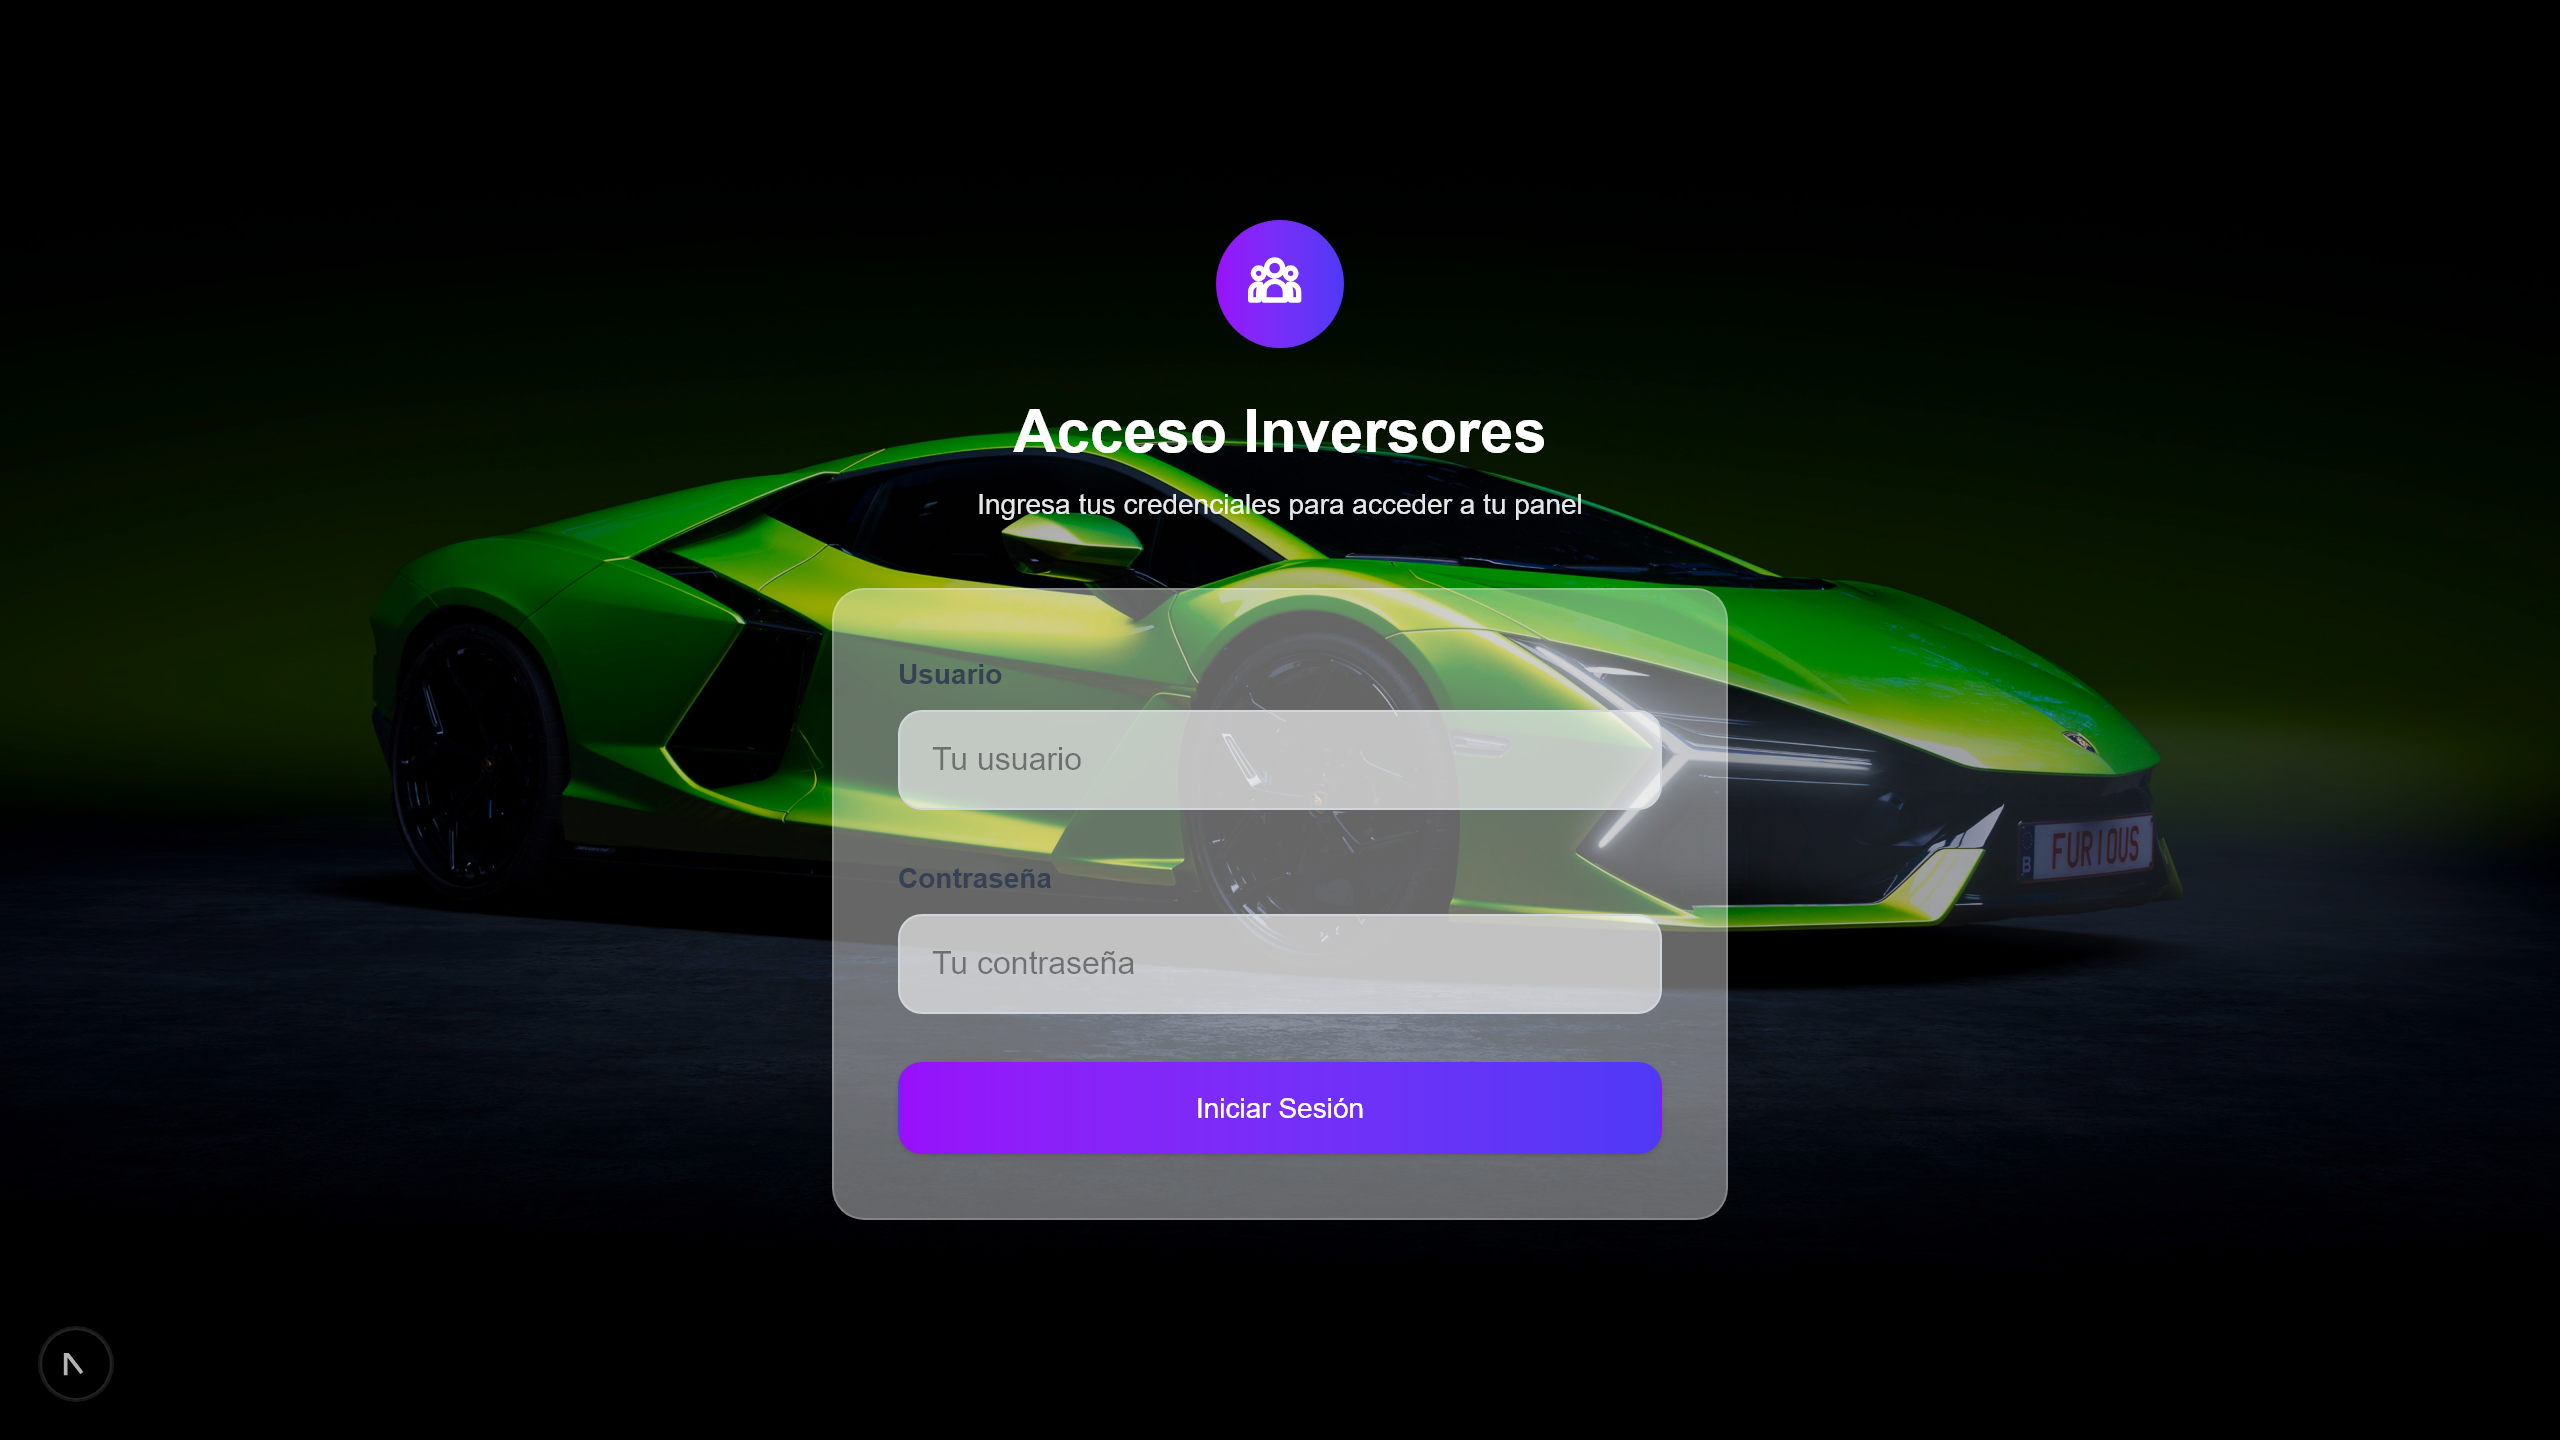 Acceso Inversores
Ingresa tus credenciales para acceder a tu panel
Usuario
Tu usuario
Contraseña
Tu contraseña
FURIOUS
B
Iniciar Sesión
N